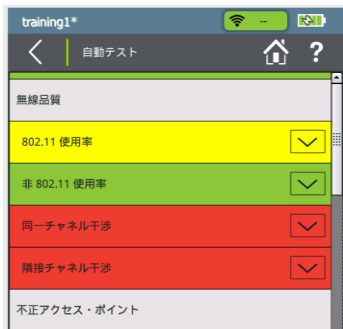 training1*
--
自動テスト
?
無線品質
802.11 使用率
非 802.11 使用率
同一チャネル干渉
隣接チャネル干渉
不正アクセス・ポイント